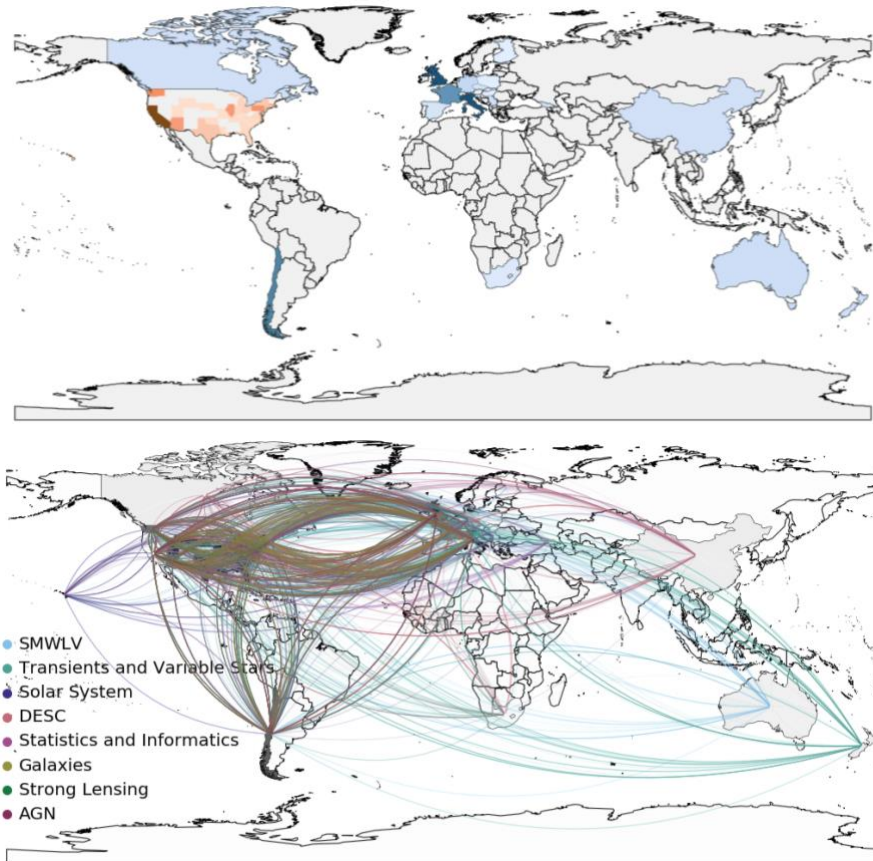 SMWLV
Transients and Variable Stars
Solar System
DESC
Statistics and Informatics
Galaxies
Strong Lensing
AGN